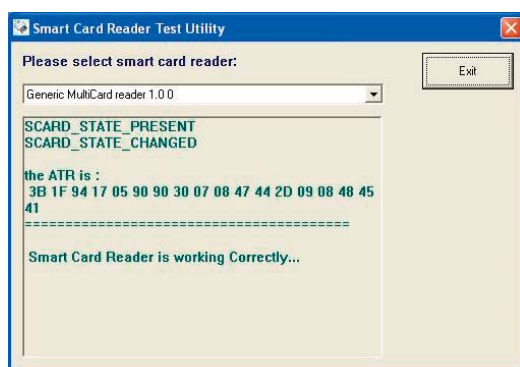 Smart Card Reader Test Utility
Please select smart card reader:
Exit
Generic MultiCard reader 1.0 0
SCARD_STATE_PRESENT
SCARD_STATE_CHANGED
the ATR is :
3B 1F 94 17 05 90 90 30 07 08 47 44 2D 09 08 48 45
41
========================================
Smart Card Reader is working Correctly...